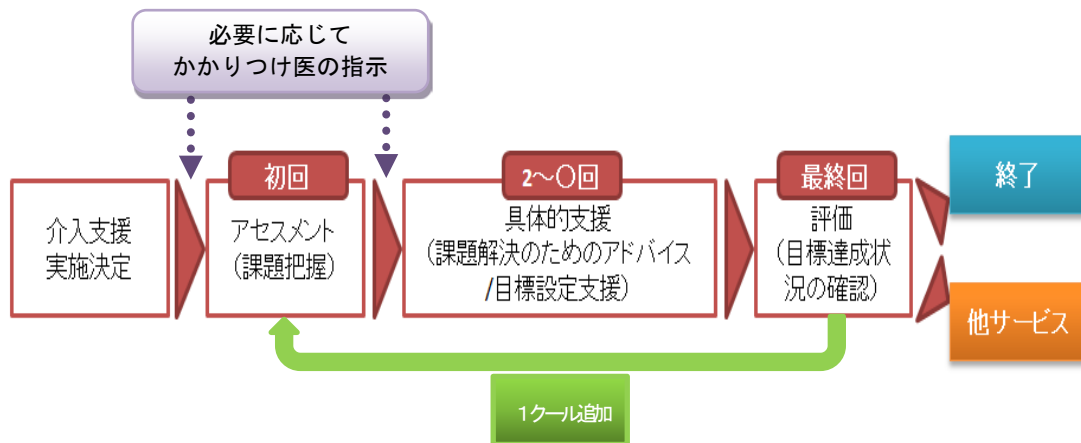 必要に応じて
かかりつけ医の指示
介入支援
実施決定
初回
アセスメント
(課題把握)
2～〇回
具体的支援
(課題解決のためのアドバイス
/目標設定支援)
最終回
評価
(目標達成状
況の確認)
終了
他サービス
1クール追加